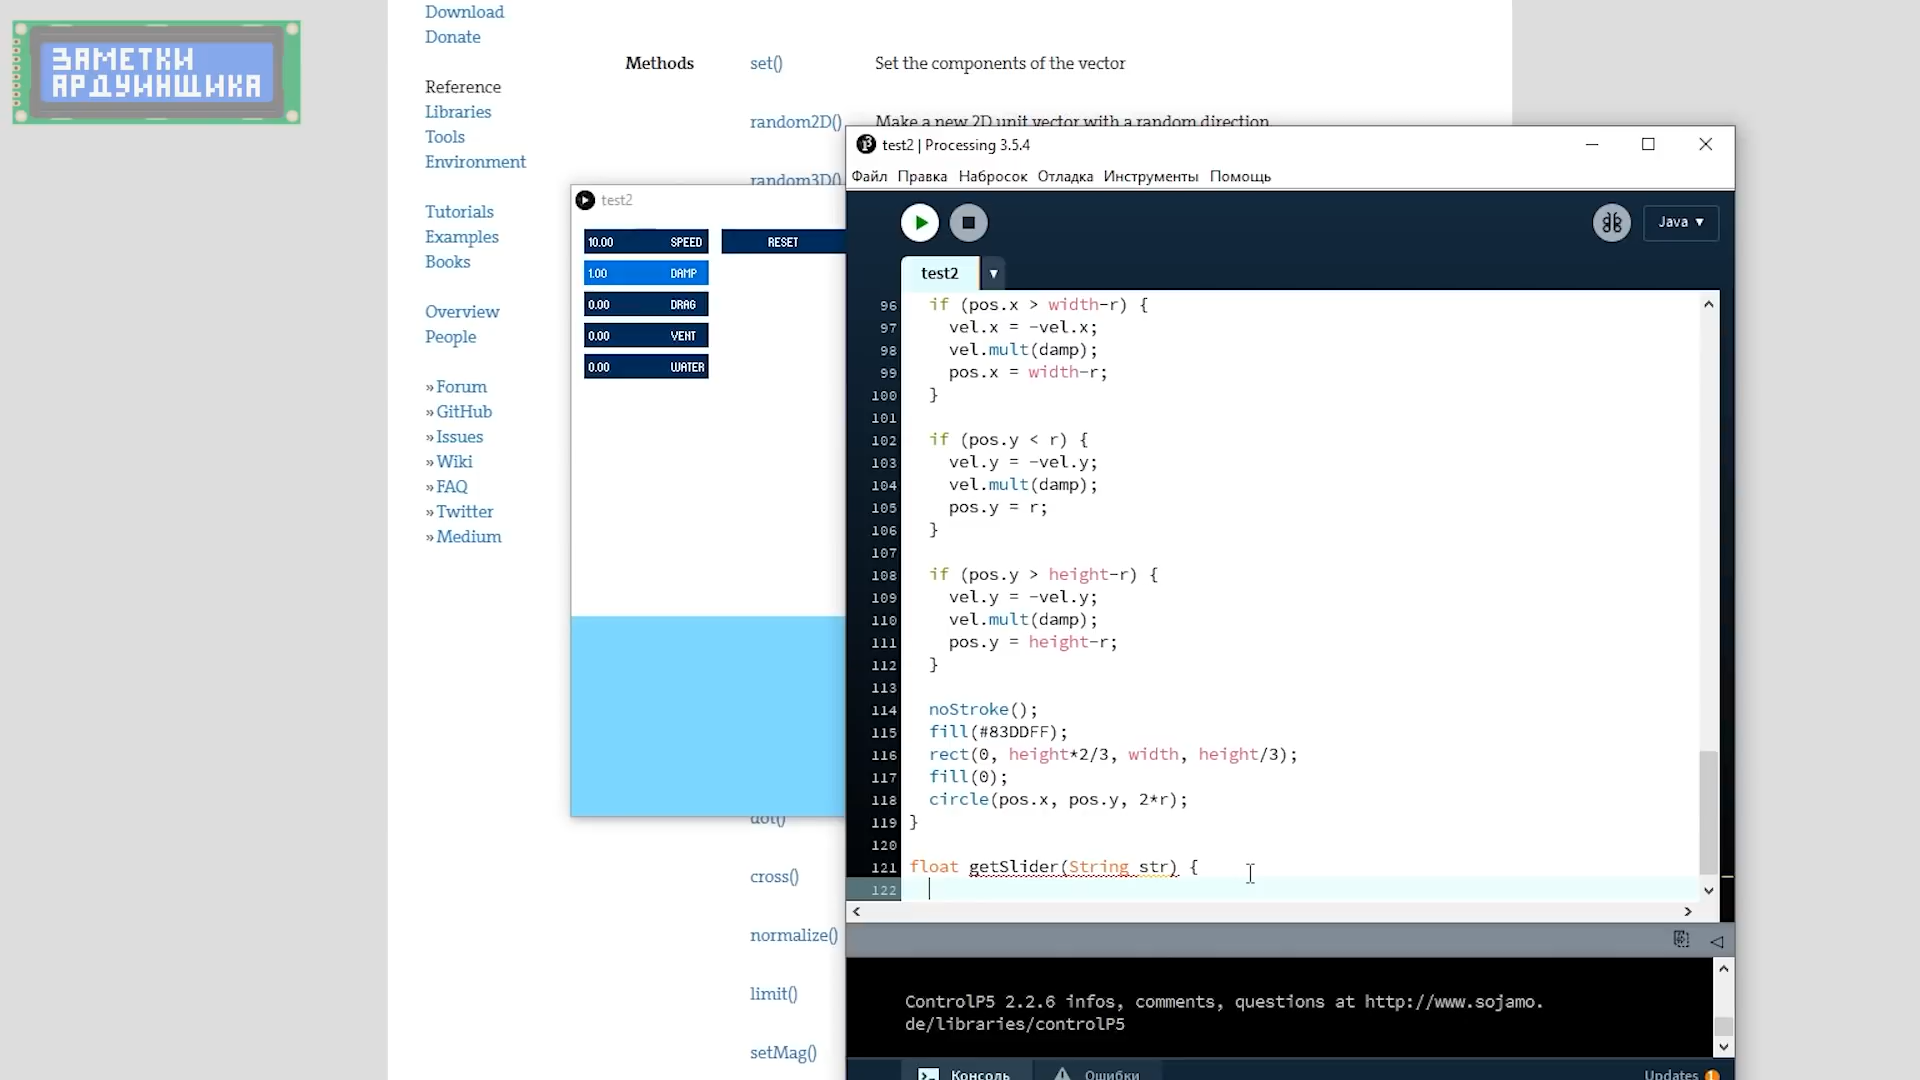 ЗАМЕТКИ
АРДУИНЩИКА
Download
Donate
Reference
Libraries
Tools
Environment
Tutorials
Examples
Books
Overview
People
» Forum
» GitHub
» Issues
» Wiki
» FAQ
» Twitter
» Medium
Methods
set() Set the components of the vector
random2D() Make a new 2D unit vector with a random direction
random3D()
dot()
cross()
normalize()
limit()
setMag()
test2
10.00 SPEED
RESET
1.00 DAMP
0.00 DRAG
0.00 VENT
0.00 WATER
test2 | Processing 3.5.4
Файл Правка Набросок Отладка Инструменты Помощь
Java ▾
test2
96 if (pos.x > width-r) {
97 vel.x = -vel.x;
98 vel.mult(damp);
99 pos.x = width-r;
100 }
101
102 if (pos.y < r) {
103 vel.y = -vel.y;
104 vel.mult(damp);
105 pos.y = r;
106 }
107
108 if (pos.y > height-r) {
109 vel.y = -vel.y;
110 vel.mult(damp);
111 pos.y = height-r;
112 }
113
114 noStroke();
115 fill(#83DDFF);
116 rect(0, height*2/3, width, height/3);
117 fill(0);
118 circle(pos.x, pos.y, 2*r);
119 }
120
121 float getSlider(String str) {
122
ControlP5 2.2.6 infos, comments, questions at http://www.sojamo.
de/libraries/controlP5
Консоль Ошибки Updates 1